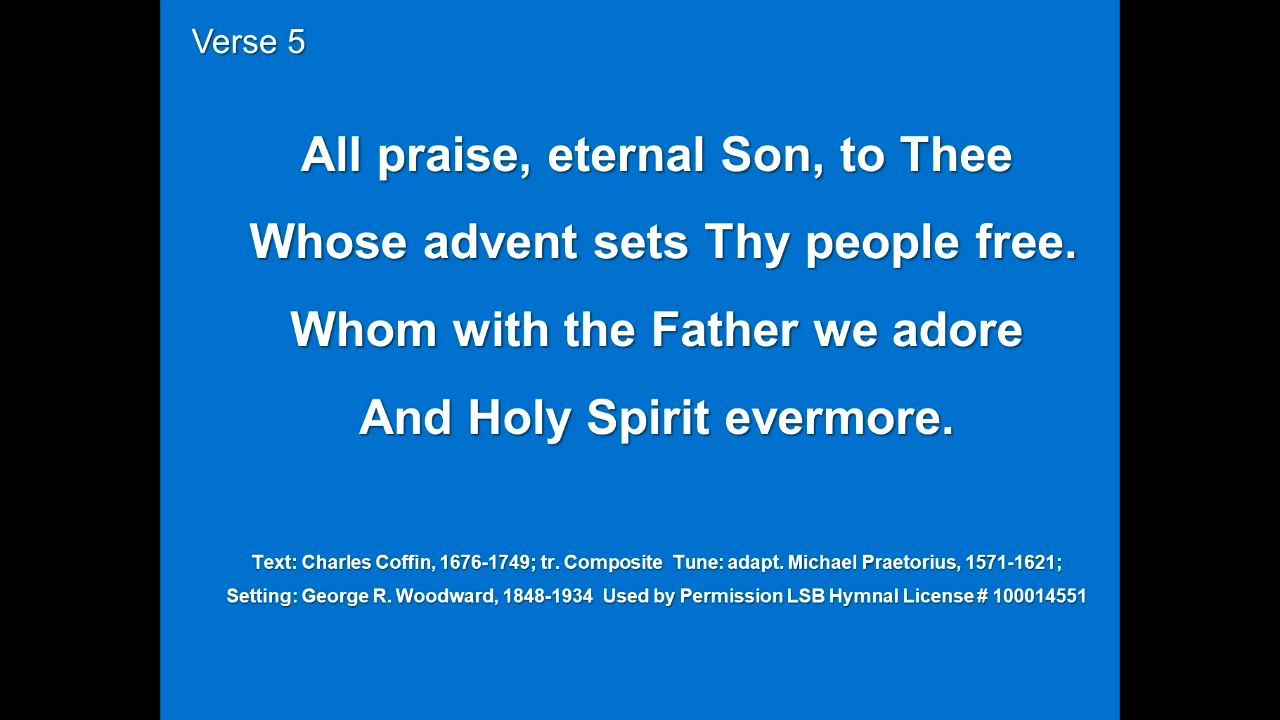 Verse 5
All praise, eternal Son, to Thee
Whose advent sets Thy people free.
Whom with the Father we adore
And Holy Spirit evermore.
Text: Charles Coffin, 1676-1749; tr. Composite  Tune: adapt. Michael Praetorius, 1571-1621;
Setting: George R. Woodward, 1848-1934  Used by Permission LSB Hymnal License # 100014551